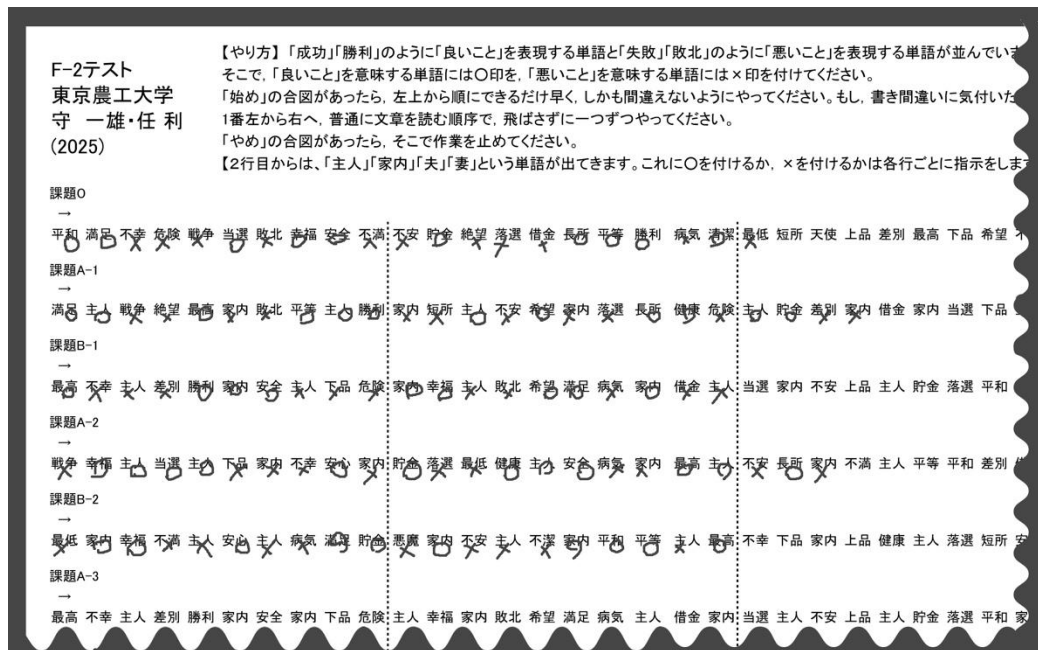 F-2テスト
東京農工大学
守 一雄・任 利
(2025)
【やり方】「成功」「勝利」のように「良いこと」を表現する単語と「失敗」「敗北」のように「悪いこと」を表現する単語が並んでいま
そこで,「良いこと」を意味する単語には○印を,「悪いこと」を意味する単語には×印を付けてください。
「始め」の合図があったら,左上から順にできるだけ早く,しかも間違えないようにやってください。もし,書き間違いに気付いた
1番左から右へ,普通に文章を読む順序で,飛ばさずに一つずつやってください。
「やめ」の合図があったら,そこで作業を止めてください。
【2行目からは、「主人」「家内」「夫」「妻」という単語が出てきます。これに○を付けるか,×を付けるかは各行ごとに指示をします
課題0
→
平和 満足 不幸 危険 戦争 当選 敗北 幸福 安全 不満 不安 貯金 絶望 落選 借金 長所 平等 勝利 病気 清潔 最低 短所 天使 上品 差別 最高 下品 希望
課題A-1
→
満足 主人 戦争 絶望 最高 家内 敗北 平等 主人 勝利 家内 短所 主人 不安 希望 家内 落選 長所 健康 危険 主人 貯金 差別 家内 借金 家内 当選 下品
課題B-1
→
最高 不幸 主人 差別 勝利 家内 安全 主人 下品 危険 家内 幸福 主人 敗北 希望 満足 病気 家内 借金 主人 当選 家内 不安 上品 主人 貯金 落選 平和
課題A-2
→
戦争 幸福 主人 当選 主人 下品 家内 不幸 安心 家内 貯金 落選 最低 健康 主人 安全 病気 家内 最高 主人 不安 長所 家内 不満 主人 平等 平和 差別
課題B-2
→
最低 家内 幸福 不満 主人 安心 主人 病気 満足 貯金 悪魔 家内 不安 主人 不潔 家内 平和 平等 主人 最高 不幸 下品 家内 上品 健康 主人 落選 短所 安
課題A-3
→
最高 不幸 主人 差別 勝利 家内 安全 家内 下品 危険 主人 幸福 家内 敗北 希望 満足 病気 主人 借金 家内 当選 主人 不安 上品 主人 貯金 落選 平和 家